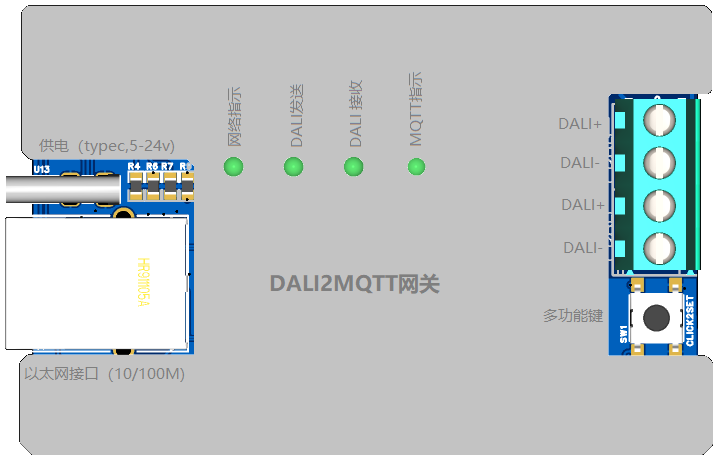 网络指示
DALI发送
DALI 接收
MQTT指示
供电（typec,5-24v)
U13
R4 R6 R7
HR911105A
DALI2MQTT网关
以太网接口（10/100M)
DALI+
DALI-
DALI+
DALI-
多功能键
SW1
CLICK2SET